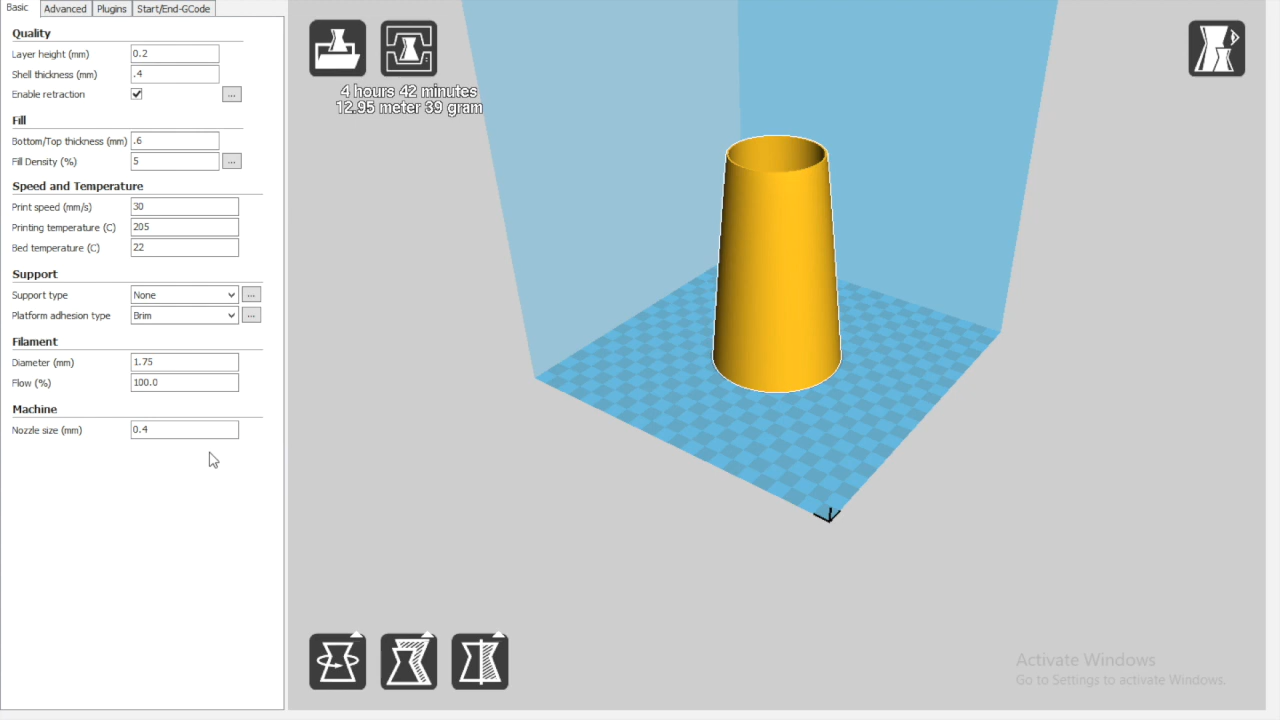 Basic Advanced Plugins Start/End-GCode
Quality
Layer height (mm) 0.2
Shell thickness (mm) .4
Enable retraction ...
Fill
Bottom/Top thickness (mm) .6
Fill Density (%) 5 ...
Speed and Temperature
Print speed (mm/s) 30
Printing temperature (C) 205
Bed temperature (C) 22
Support
Support type None ...
Platform adhesion type Brim ...
Filament
Diameter (mm) 1.75
Flow (%) 100.0
Machine
Nozzle size (mm) 0.4
4 hours 42 minutes
12.95 meter 39 gram
Activate Windows
Go to Settings to activate Windows.